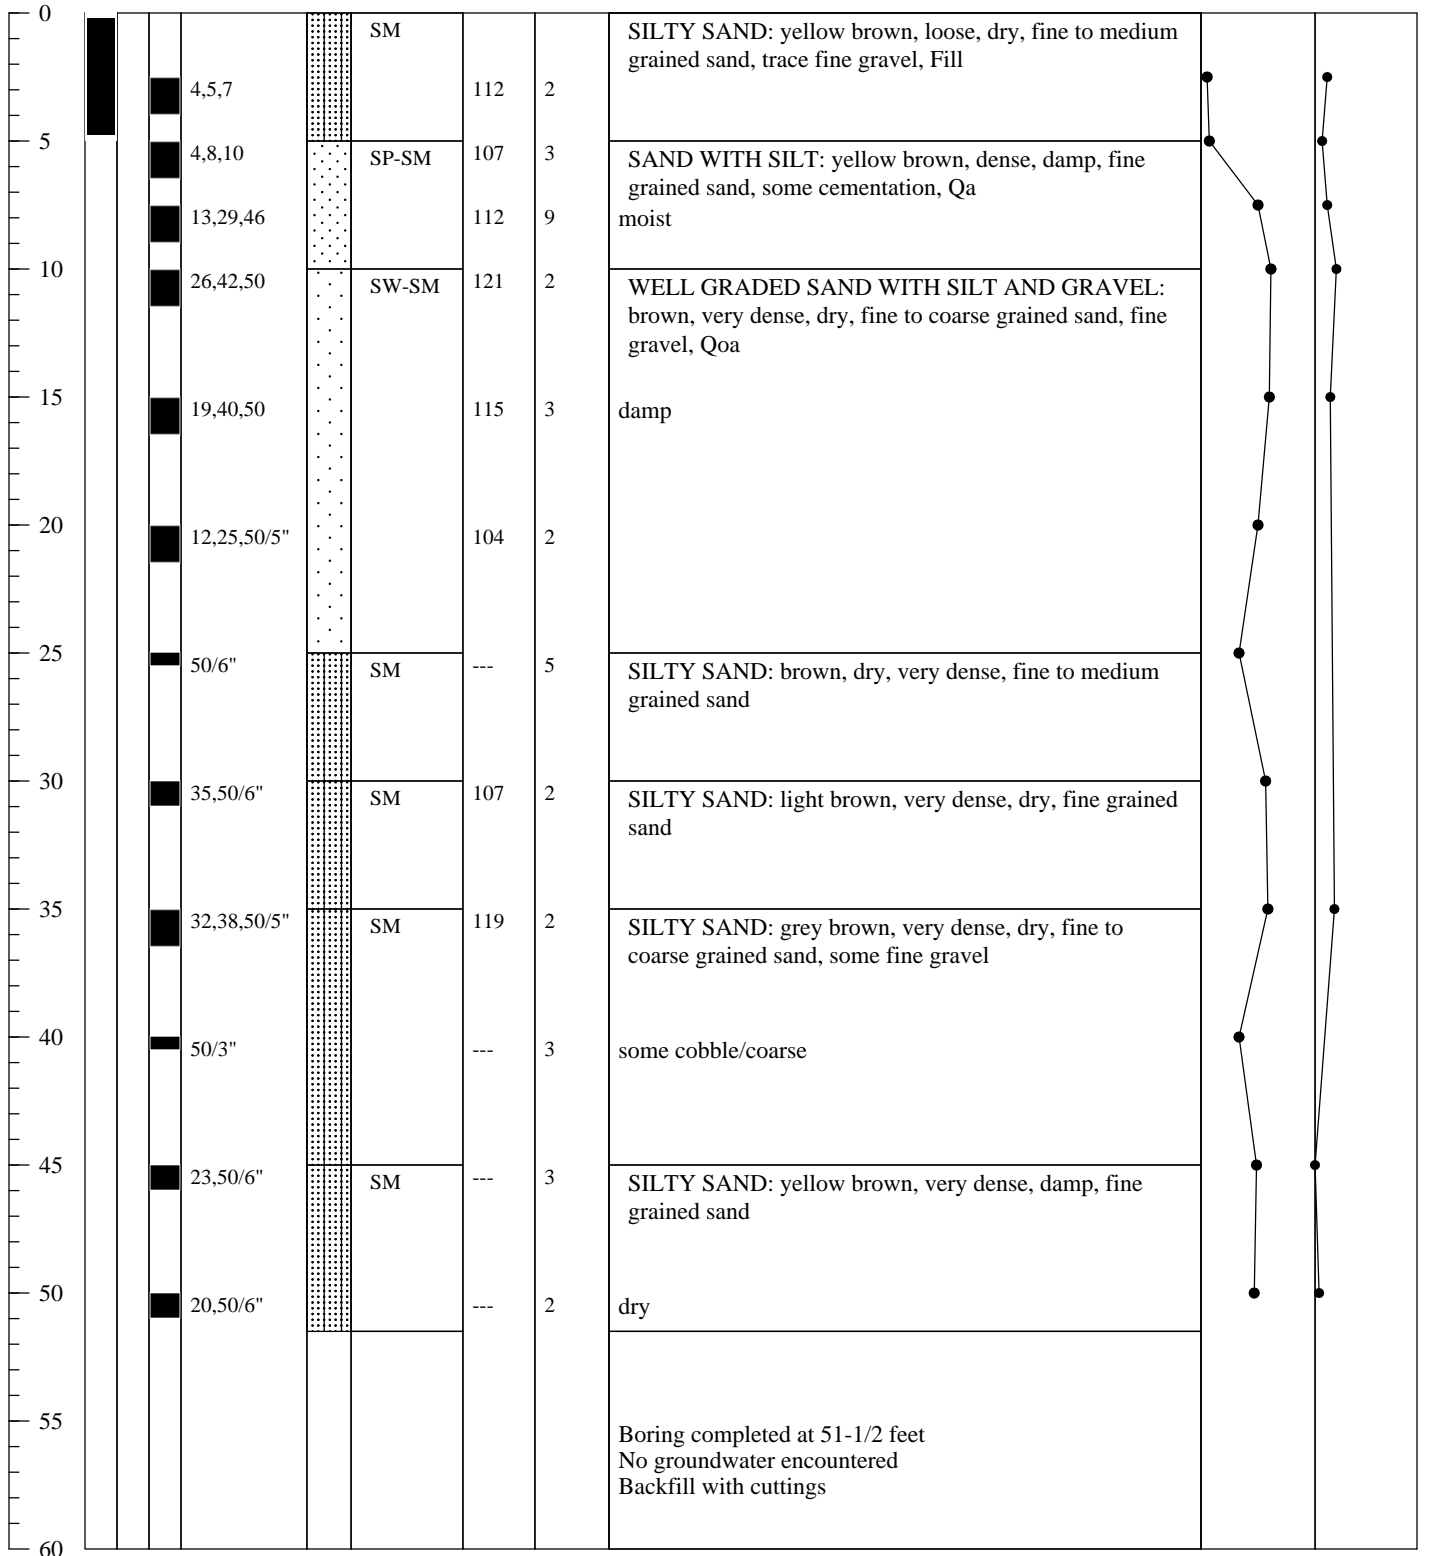 0
SM
SILTY SAND: yellow brown, loose, dry, fine to medium
grained sand, trace fine gravel, Fill
4,5,7
112
2
5
4,8,10
SP-SM
107
3
SAND WITH SILT: yellow brown, dense, damp, fine
grained sand, some cementation, Qa
13,29,46
112
9
moist
10
26,42,50
SW-SM
121
2
WELL GRADED SAND WITH SILT AND GRAVEL:
brown, very dense, dry, fine to coarse grained sand, fine
gravel, Qoa
15
19,40,50
115
3
damp
20
12,25,50/5"
104
2
25
50/6"
SM
---
5
SILTY SAND: brown, dry, very dense, fine to medium
grained sand
30
35,50/6"
SM
107
2
SILTY SAND: light brown, very dense, dry, fine grained
sand
35
32,38,50/5"
SM
119
2
SILTY SAND: grey brown, very dense, dry, fine to
coarse grained sand, some fine gravel
40
50/3"
---
3
some cobble/coarse
45
23,50/6"
SM
---
3
SILTY SAND: yellow brown, very dense, damp, fine
grained sand
50
20,50/6"
---
2
dry
55
Boring completed at 51-1/2 feet
No groundwater encountered
Backfill with cuttings
60